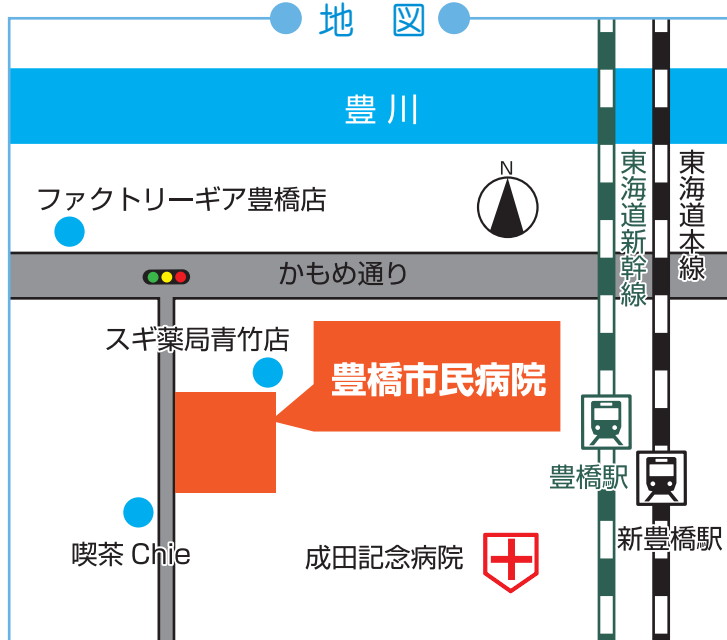 地 図
豊川
N
東海道新幹線
東海道本線
ファクトリーギア豊橋店
かもめ通り
スギ薬局青竹店
豊橋市民病院
豊橋駅
新豊橋駅
喫茶 Chie
成田記念病院